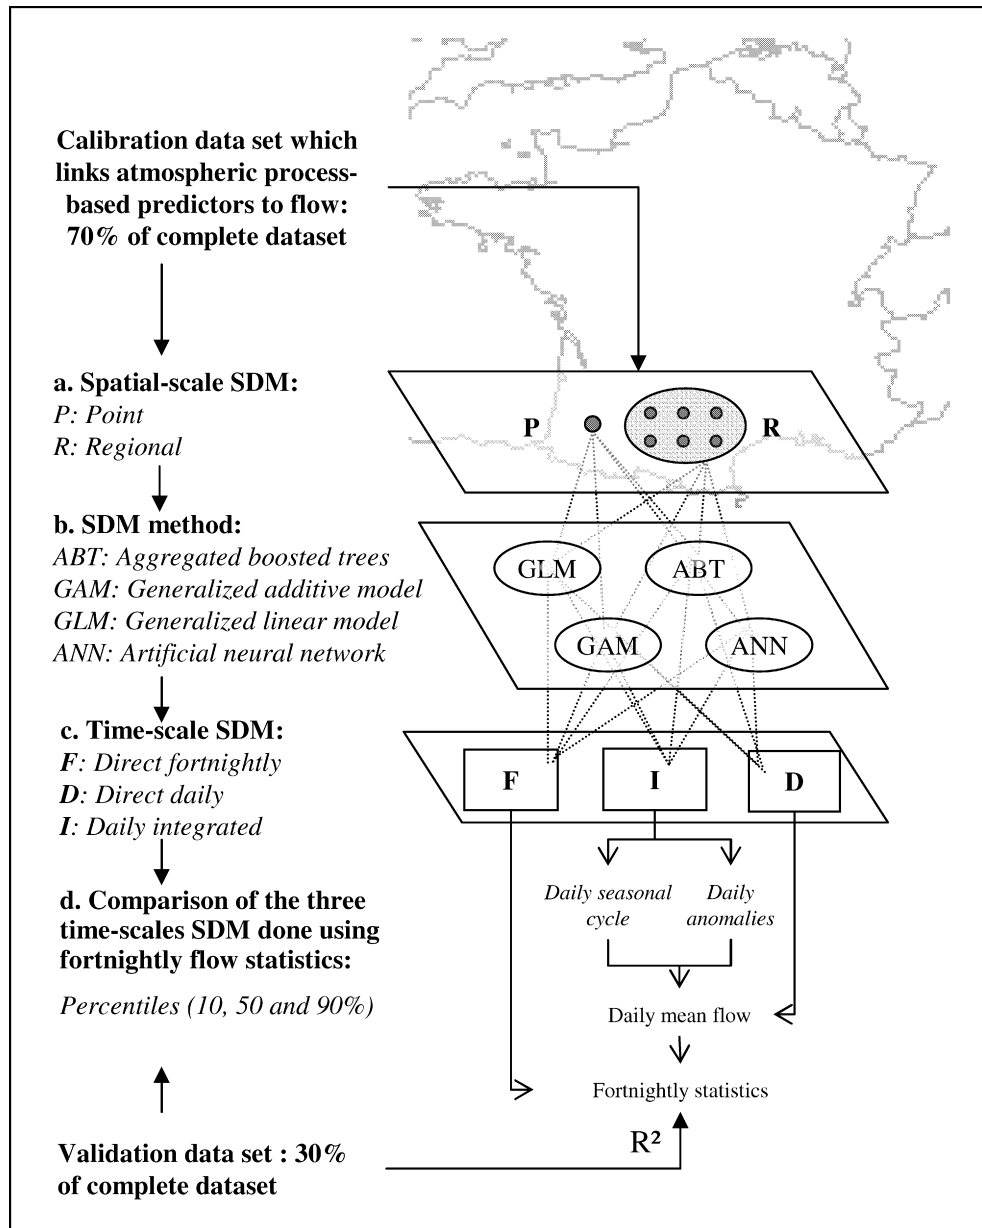 Calibration data set which
links atmospheric process-
based predictors to flow:
70% of complete dataset
a. Spatial-scale SDM:
P: Point
R: Regional
P
R
b. SDM method:
ABT: Aggregated boosted trees
GAM: Generalized additive model
GLM: Generalized linear model
ANN: Artificial neural network
GLM
ABT
GAM
ANN
c. Time-scale SDM:
F: Direct fortnightly
D: Direct daily
I: Daily integrated
F
I
D
d. Comparison of the three
time-scales SDM done using
fortnightly flow statistics:
Percentiles (10, 50 and 90%)
Daily seasonal
cycle
Daily
anomalies
Daily mean flow
Fortnightly statistics
R²
Validation data set : 30%
of complete dataset